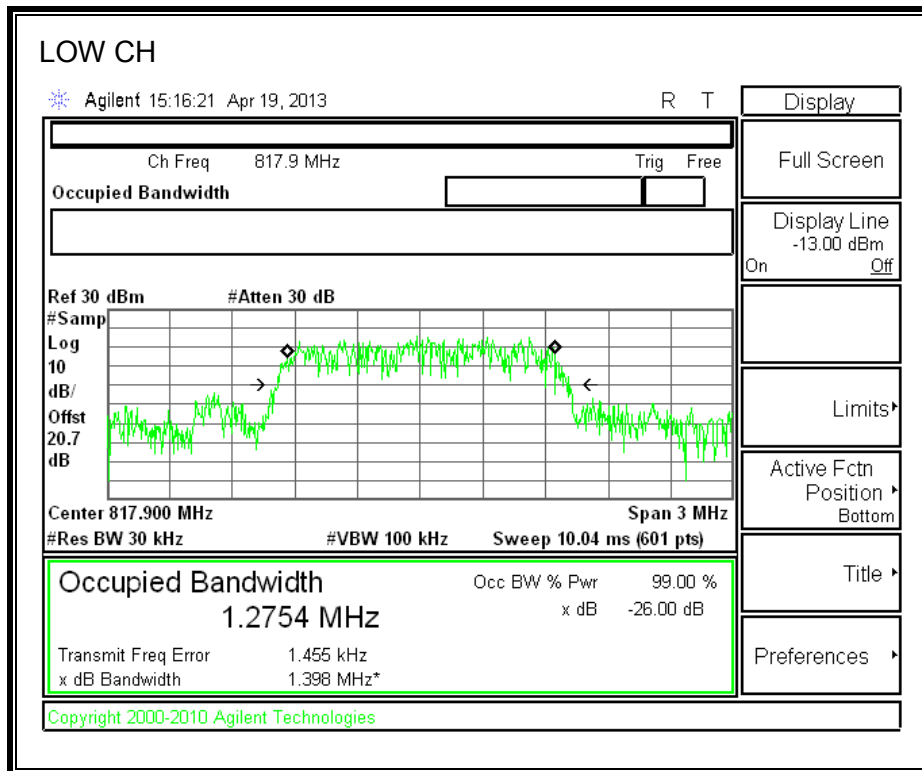 LOW CH
Agilent 15:16:21 Apr 19, 2013 R T
Display
Ch Freq 817.9 MHz Trig Free
Occupied Bandwidth
Full Screen
Display Line
-13.00 dBm
On Off
Ref 30 dBm #Atten 30 dB
#Samp
Log
10
dB/
Offst
20.7
dB
Limits
Active Fctn
Position
Bottom
Center 817.900 MHz Span 3 MHz
#Res BW 30 kHz #VBW 100 kHz Sweep 10.04 ms (601 pts)
Occupied Bandwidth Occ BW % Pwr 99.00 %
1.2754 MHz x dB -26.00 dB
Transmit Freq Error 1.455 kHz
x dB Bandwidth 1.398 MHz*
Title
Preferences
Copyright 2000-2010 Agilent Technologies